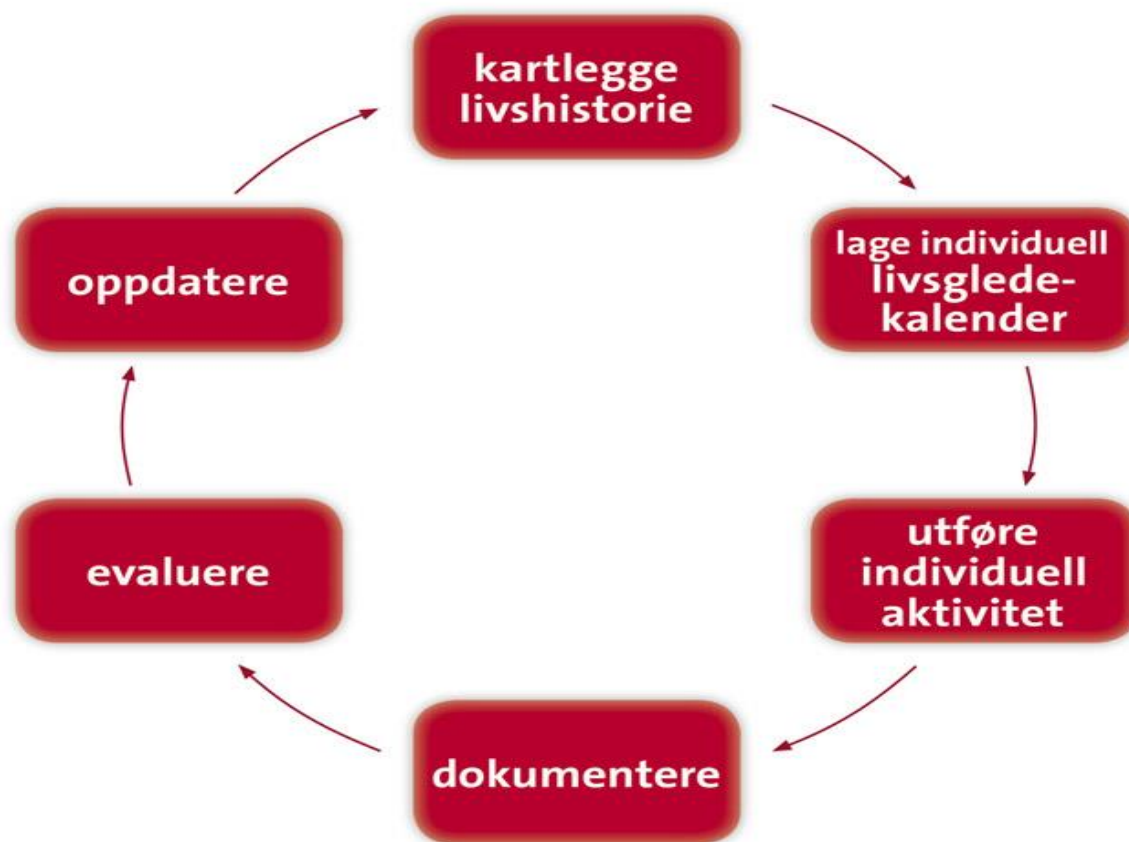 kartlegge
livshistorie
lage individuell
livsglede-
kalender
utføre
individuell
aktivitet
dokumentere
evaluere
oppdatere